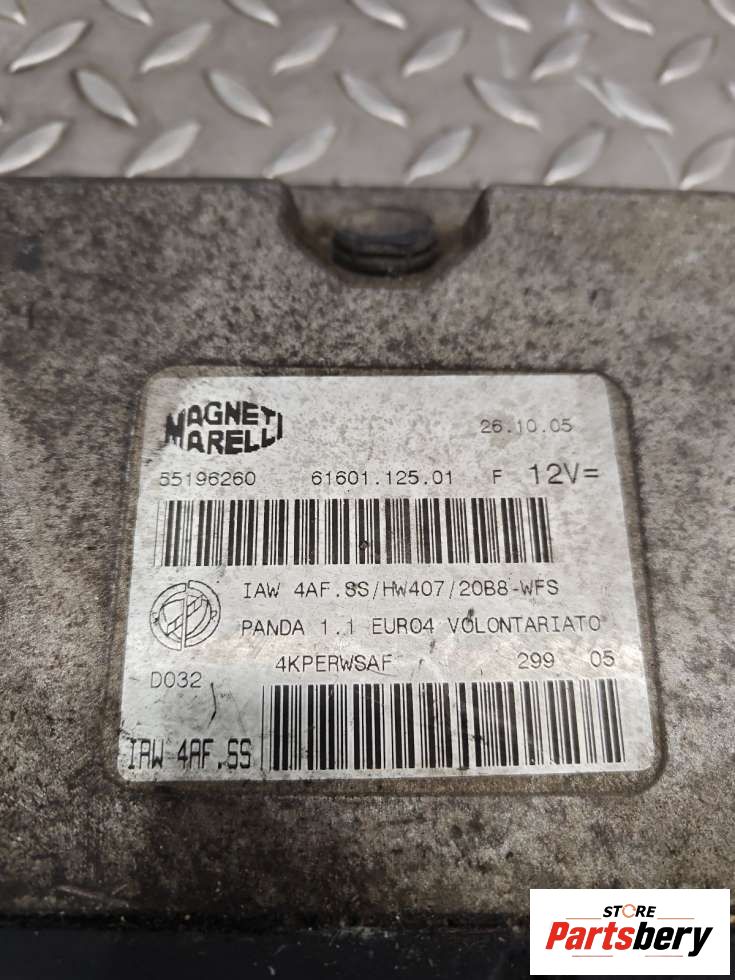 MAGNETI
MARELLI
26.10.05
55196260 61601.125.01 F 12V=
IAW 4AF.SS/HW407/20B8-WFS
PANDA 1.1 EURO4 VOLONTARIATO
4KPERWSAF 299 05
D032
IAW 4AF.SS
STORE
Partsbery